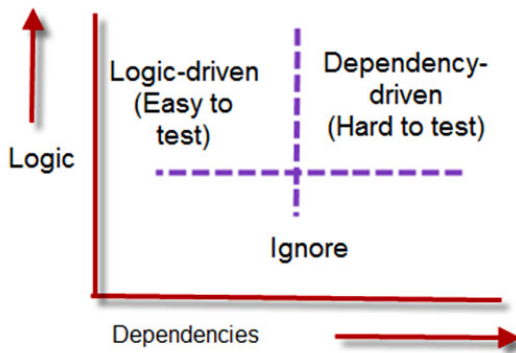 Logic-driven
(Easy to
test)
Dependency-
driven
(Hard to test)
Logic
Ignore
Dependencies